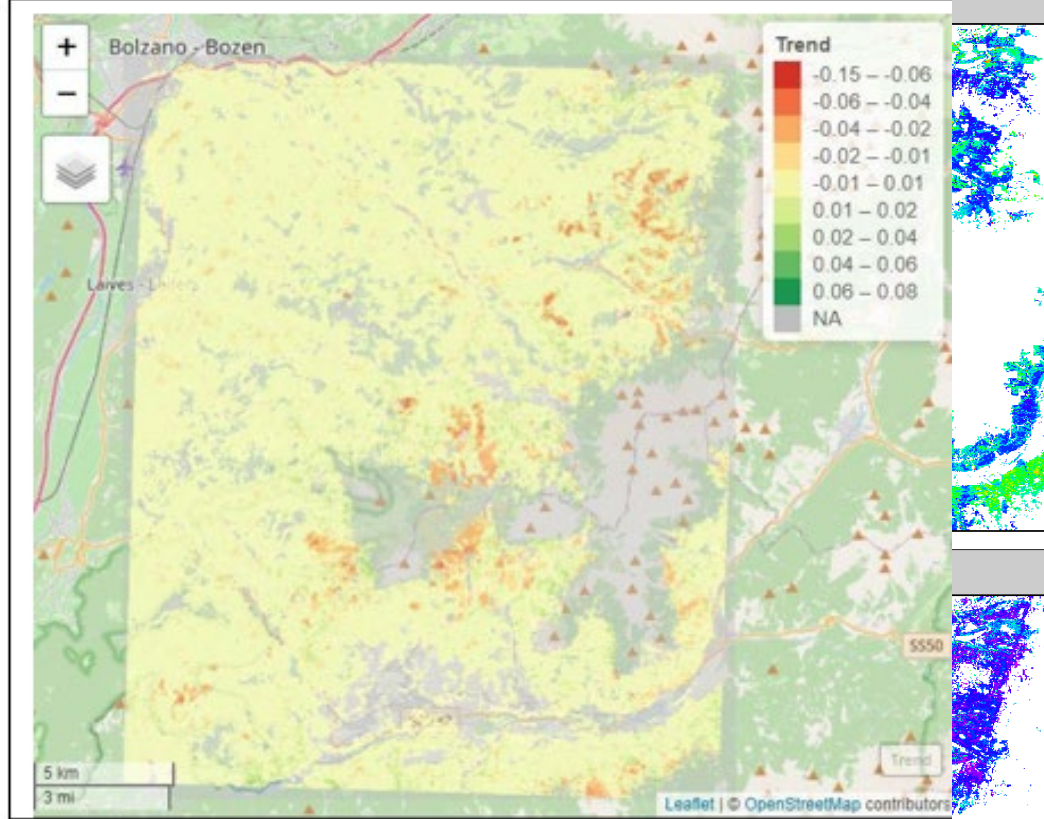 +
Bolzano - Bozen
−
Laives - Leifers
Trend
-0.15 – -0.06
-0.06 – -0.04
-0.04 – -0.02
-0.02 – -0.01
-0.01 – 0.01
0.01 – 0.02
0.02 – 0.04
0.04 – 0.06
0.06 – 0.08
NA
SS50
Trend
5 km
3 mi
Leaflet | © OpenStreetMap contributors